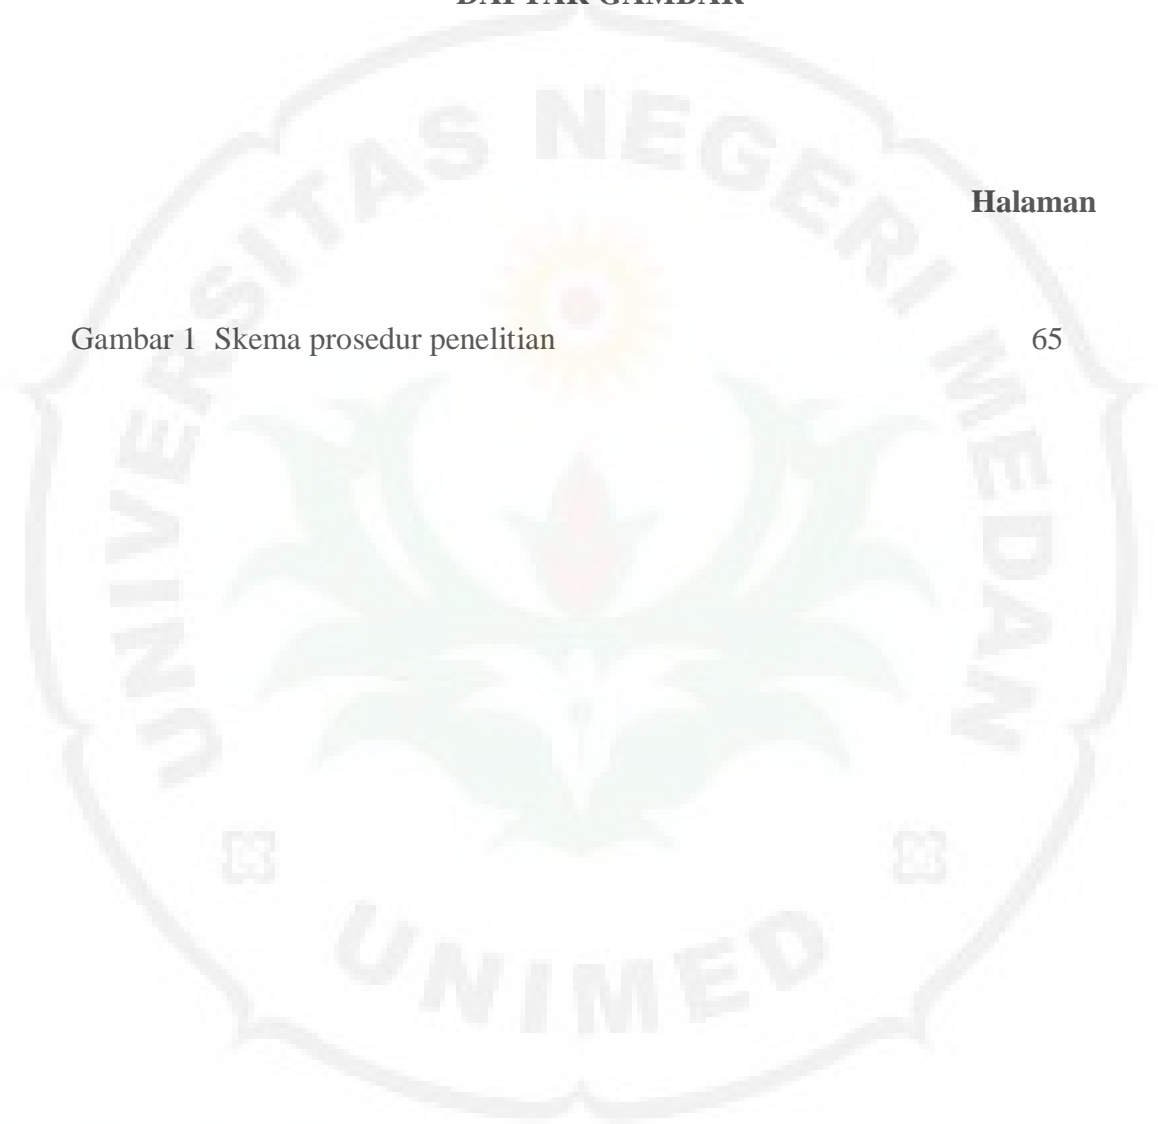 DAFTAR GAMBAR
Halaman
Gambar 1 Skema prosedur penelitian 65
UNIVERSITAS NEGERI MEDAN
UNIMED